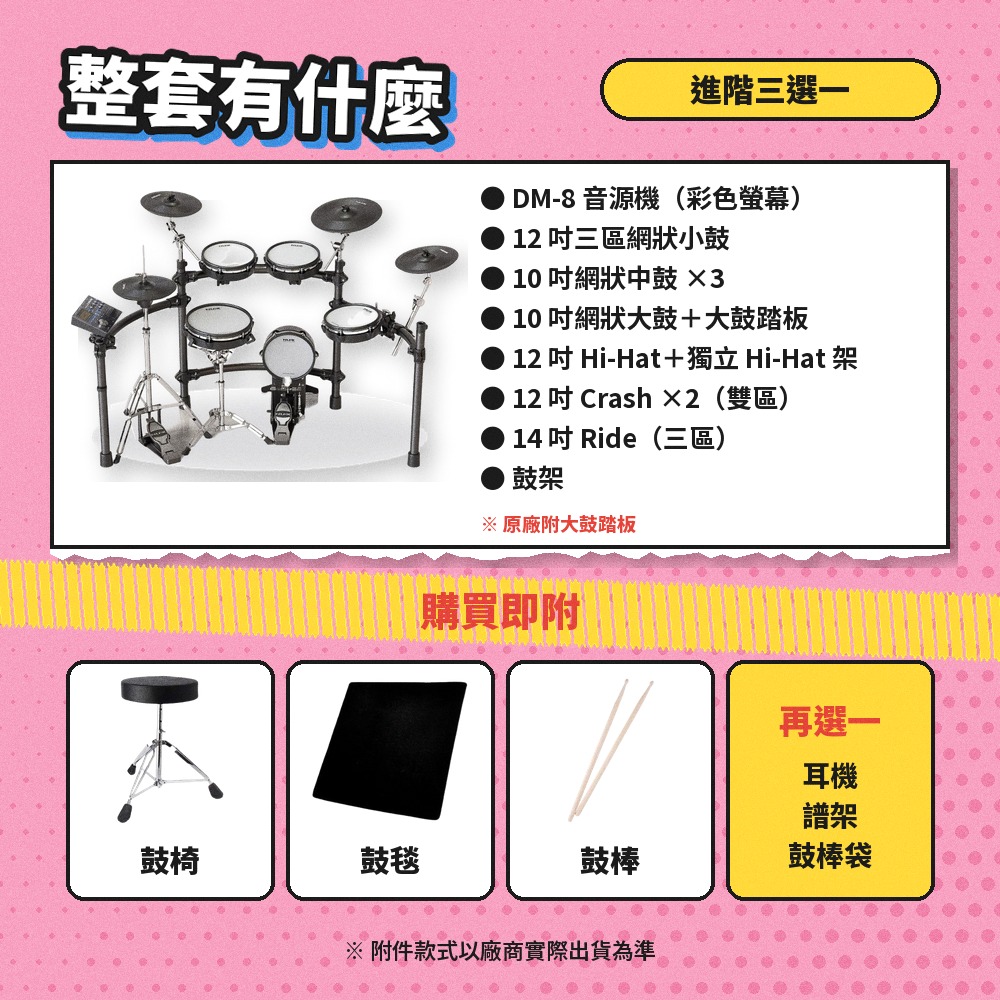 整套有什麼
進階三選一
● DM-8 音源機（彩色螢幕）
● 12 吋三區網狀小鼓
● 10 吋網狀中鼓 ×3
● 10 吋網狀大鼓＋大鼓踏板
● 12 吋 Hi-Hat＋獨立 Hi-Hat 架
● 12 吋 Crash ×2（雙區）
● 14 吋 Ride（三區）
● 鼓架
※ 原廠附大鼓踏板
購買即附
鼓椅
鼓毯
鼓棒
再選一
耳機
譜架
鼓棒袋
※ 附件款式以廠商實際出貨為準